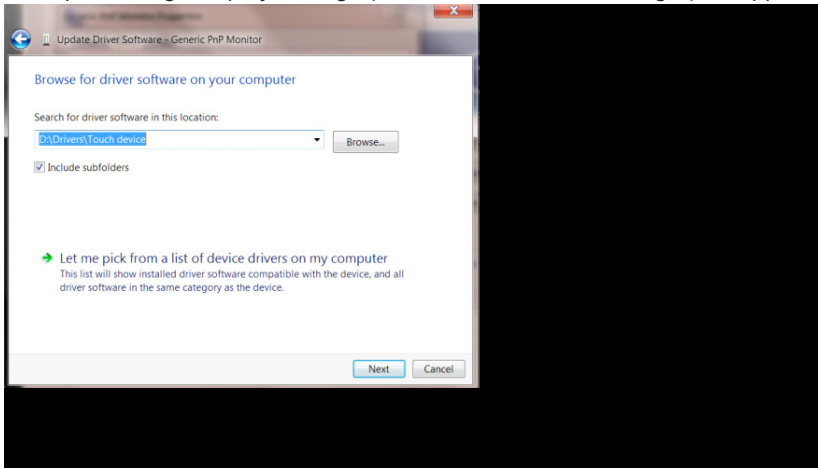 Update Driver Software - Generic PnP Monitor
Browse for driver software on your computer
Search for driver software in this location:
D:\Drivers\Touch device
Browse...
Include subfolders
Let me pick from a list of device drivers on my computer
This list will show installed driver software compatible with the device, and all
driver software in the same category as the device.
Next Cancel